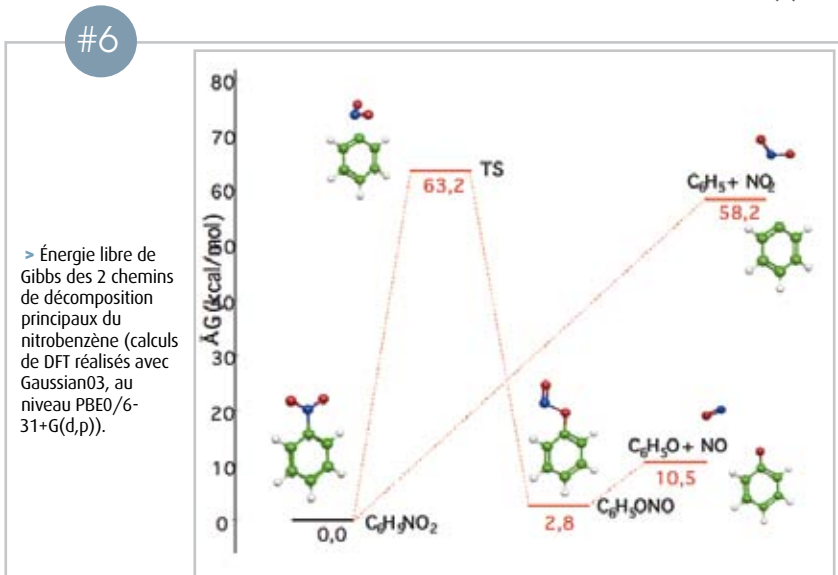 #6
> Énergie libre de
Gibbs des 2 chemins
de décomposition
principaux du
nitrobenzène (calculs
de DFT réalisés avec
Gaussian03, au
niveau PBE0/6-
31+G(d,p)).
ÂG (kcal/mol)
80
70
60
50
40
30
20
10
0
TS
63,2
C₆H₅+ NO₂
58,2
C₆H₅O+ NO
10,5
C₆H₅ONO
2,8
C₆H₅NO₂
0,0